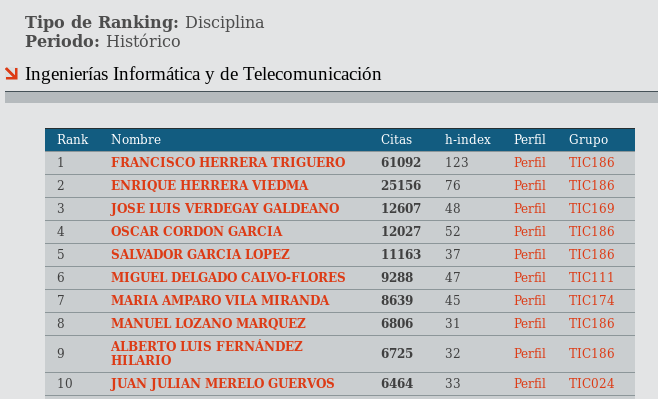 Tipo de Ranking: Disciplina
Periodo: Histórico
Ingenierías Informática y de Telecomunicación
Rank Nombre Citas h-index Perfil Grupo
1 FRANCISCO HERRERA TRIGUERO 61092 123 Perfil TIC186
2 ENRIQUE HERRERA VIEDMA 25156 76 Perfil TIC186
3 JOSE LUIS VERDEGAY GALDEANO 12607 48 Perfil TIC169
4 OSCAR CORDON GARCIA 12027 52 Perfil TIC186
5 SALVADOR GARCIA LOPEZ 11163 37 Perfil TIC186
6 MIGUEL DELGADO CALVO-FLORES 9288 47 Perfil TIC111
7 MARIA AMPARO VILA MIRANDA 8639 45 Perfil TIC174
8 MANUEL LOZANO MARQUEZ 6806 31 Perfil TIC186
9 ALBERTO LUIS FERNÁNDEZ
HILARIO 6725 32 Perfil TIC186
10 JUAN JULIAN MERELO GUERVOS 6464 33 Perfil TIC024